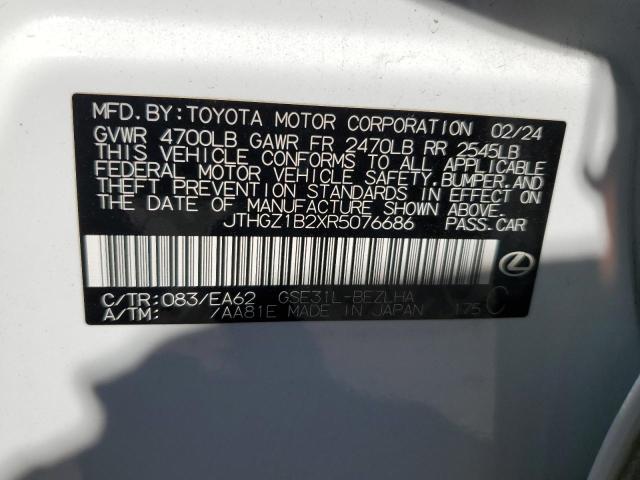 MFD. BY: TOYOTA MOTOR CORPORATION 02/24
GVWR 4700LB GAWR FR 2470LB RR 2545LB
THIS VEHICLE CONFORMS TO ALL APPLICABLE
FEDERAL MOTOR VEHICLE SAFETY, BUMPER, AND
THEFT PREVENTION STANDARDS IN EFFECT ON
THE DATE OF MANUFACTURE SHOWN ABOVE.
JTHGZ1B2XR5076686 PASS.CAR
C/TR: 083/EA62 GSE31L-BEZLHA
A/TM: /AA81E MADE IN JAPAN 175 C